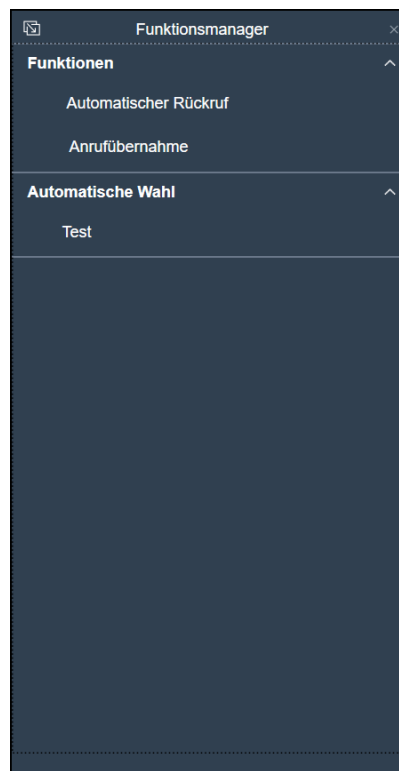 Funktionsmanager
Funktionen
Automatischer Rückruf
Anrufübernahme
Automatische Wahl
Test